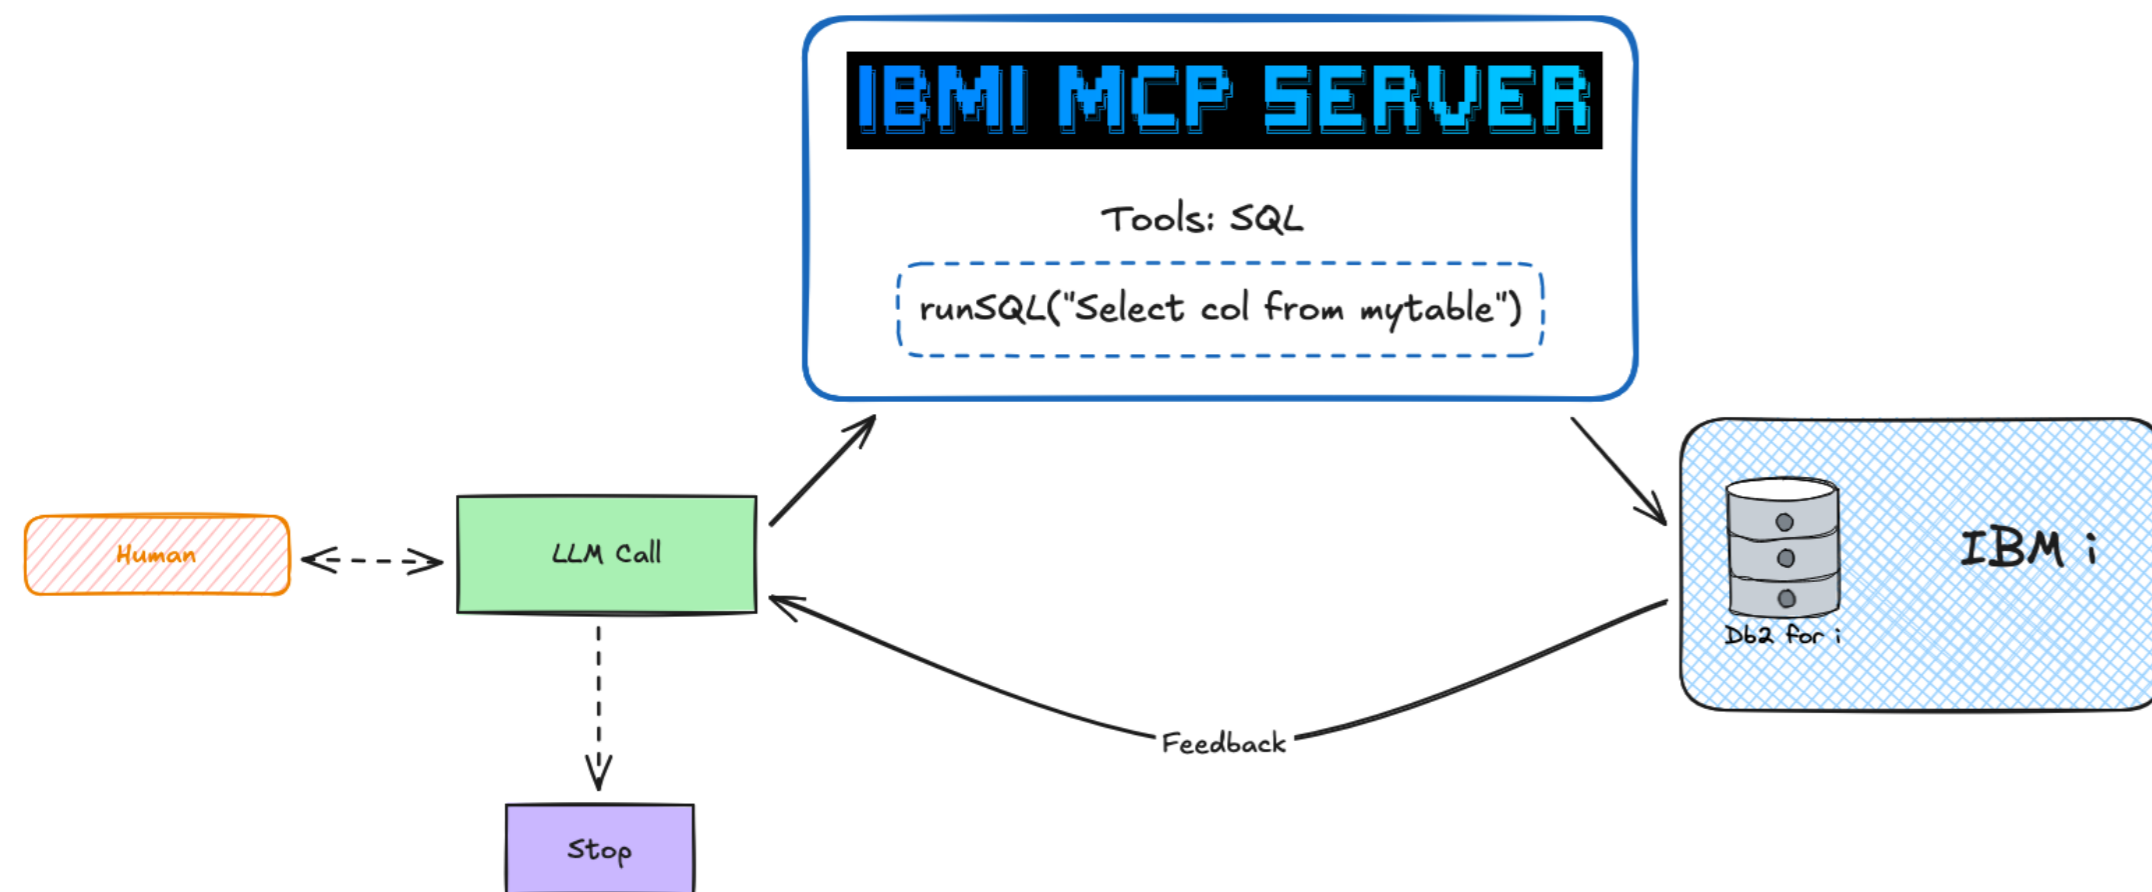 IBMI MCP SERVER
Tools: SQL
runSQL("Select col from mytable")
Human
LLM Call
IBM i
Db2 for i
Feedback
Stop